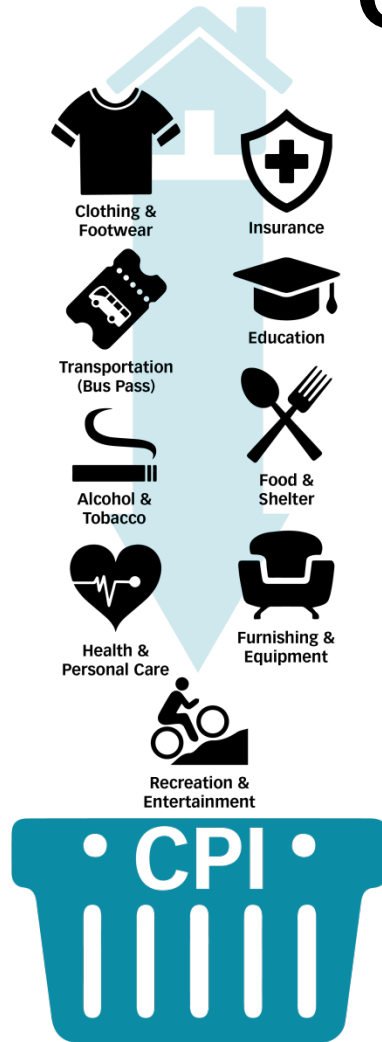 Clothing &
Footwear
Insurance
Transportation
(Bus Pass)
Education
Alcohol &
Tobacco
Food &
Shelter
Health &
Personal Care
Furnishing &
Equipment
Recreation &
Entertainment
CPI